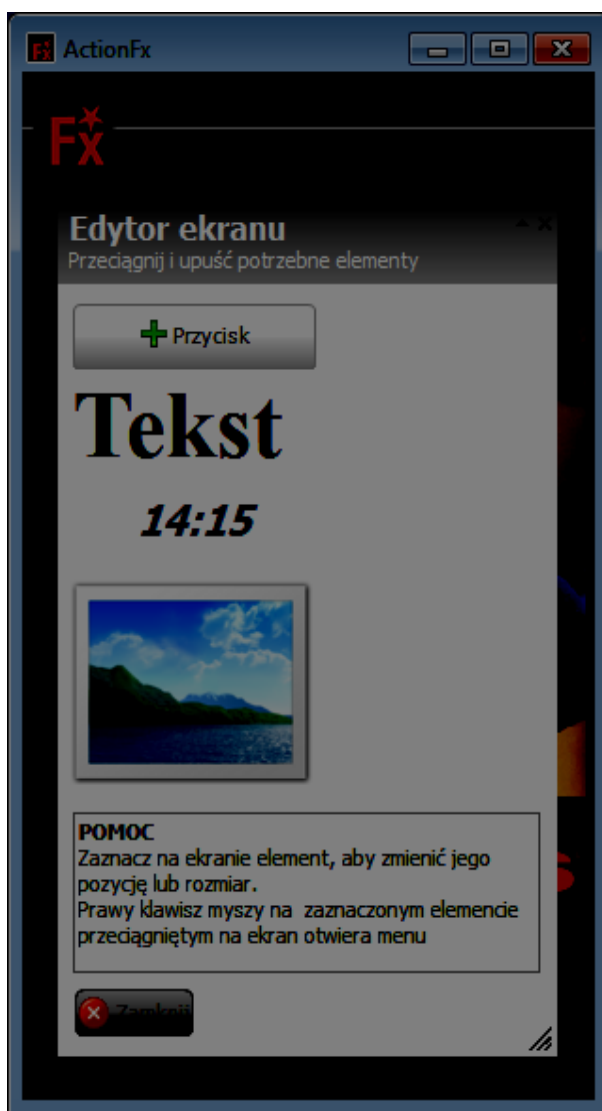 ActionFx
Fx
Edytor ekranu
Przeciągnij i upuść potrzebne elementy
Przycisk
Tekst
14:15
POMOC
Zaznacz na ekranie element, aby zmienić jego
pozycję lub rozmiar.
Prawy klawisz myszy na zaznaczonym elemencie
przeciągniętym na ekran otwiera menu
Zamknij